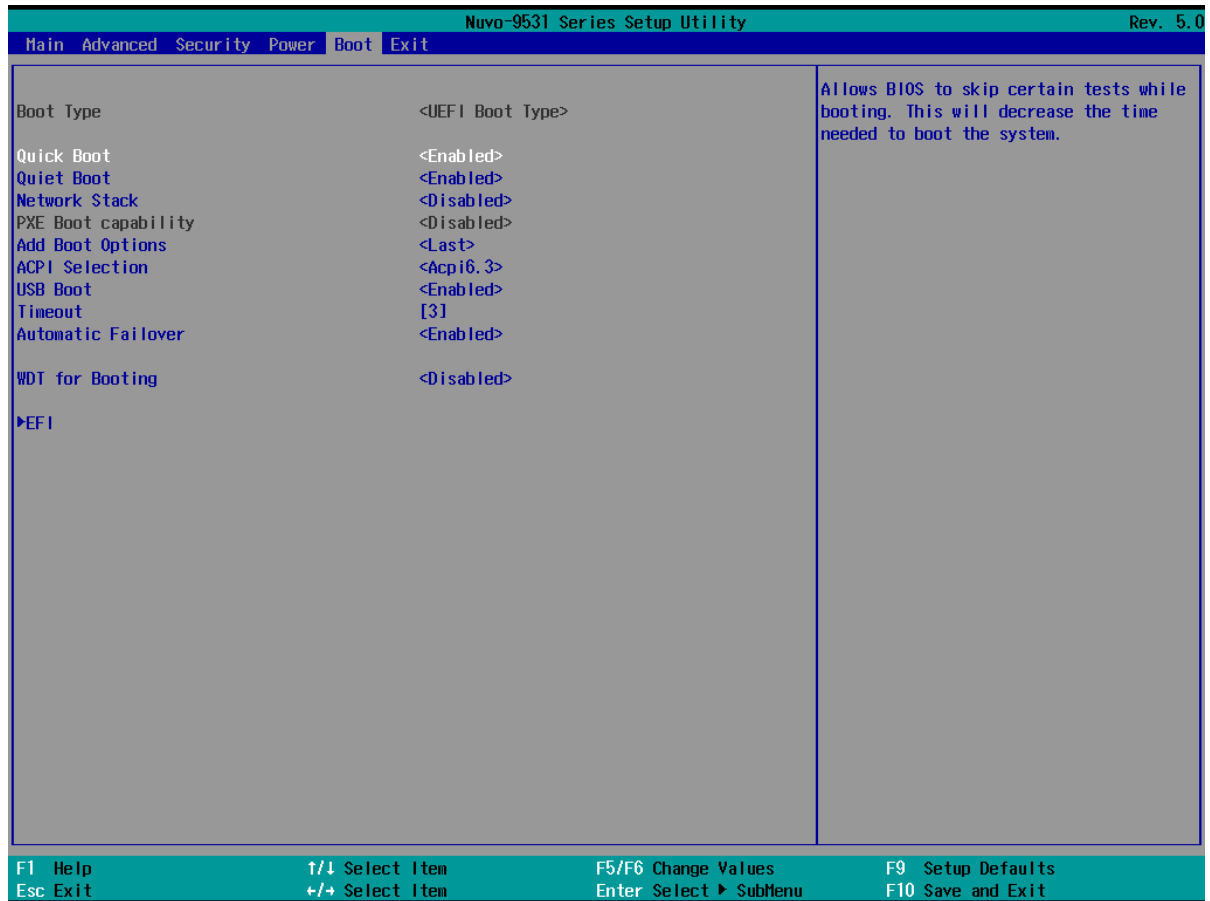 Nuvo-9531 Series Setup Utility Rev. 5.0
Main Advanced Security Power Boot Exit
Boot Type <UEFI Boot Type>
Quick Boot <Enabled>
Quiet Boot <Enabled>
Network Stack <Disabled>
PXE Boot capability <Disabled>
Add Boot Options <Last>
ACPI Selection <Acpi6.3>
USB Boot <Enabled>
Timeout [3]
Automatic Failover <Enabled>
WDT for Booting <Disabled>
▶EFI
Allows BIOS to skip certain tests while
booting. This will decrease the time
needed to boot the system.
F1 Help ↑/↓ Select Item F5/F6 Change Values F9 Setup Defaults
Esc Exit ←/→ Select Item Enter Select ▶ SubMenu F10 Save and Exit